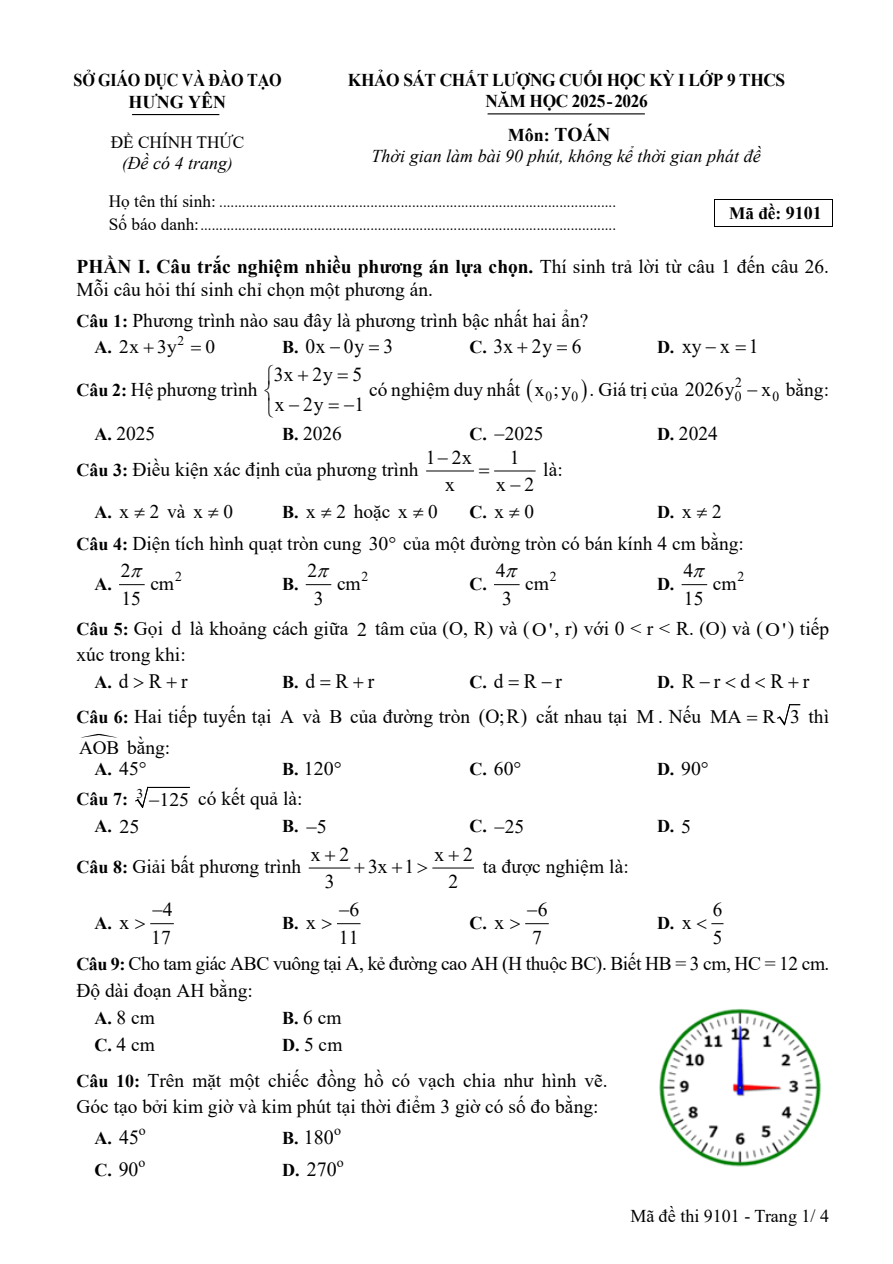 SỞ GIÁO DỤC VÀ ĐÀO TẠO
HƯNG YÊN
ĐỀ CHÍNH THỨC
(Đề có 4 trang)
KHẢO SÁT CHẤT LƯỢNG CUỐI HỌC KỲ I LỚP 9 THCS
NĂM HỌC 2025-2026
Môn: TOÁN
Thời gian làm bài 90 phút, không kể thời gian phát đề
Họ tên thí sinh: ...........................................................................................
Số báo danh:...............................................................................................
Mã đề: 9101
PHẦN I. Câu trắc nghiệm nhiều phương án lựa chọn. Thí sinh trả lời từ câu 1 đến câu 26.
Mỗi câu hỏi thí sinh chỉ chọn một phương án.
Câu 1: Phương trình nào sau đây là phương trình bậc nhất hai ẩn?
A. 2x + 3y² = 0 B. 0x − 0y = 3 C. 3x + 2y = 6 D. xy − x = 1
Câu 2: Hệ phương trình {3x + 2y = 5; x − 2y = −1 có nghiệm duy nhất (x₀; y₀). Giá trị của 2026y₀² − x₀ bằng:
A. 2025 B. 2026 C. −2025 D. 2024
Câu 3: Điều kiện xác định của phương trình (1 − 2x)/x = 1/(x − 2) là:
A. x ≠ 2 và x ≠ 0 B. x ≠ 2 hoặc x ≠ 0 C. x ≠ 0 D. x ≠ 2
Câu 4: Diện tích hình quạt tròn cung 30° của một đường tròn có bán kính 4 cm bằng:
A. 2π/15 cm² B. 2π/3 cm² C. 4π/3 cm² D. 4π/15 cm²
Câu 5: Gọi d là khoảng cách giữa 2 tâm của (O, R) và (O', r) với 0 < r < R. (O) và (O') tiếp
xúc trong khi:
A. d > R + r B. d = R + r C. d = R − r D. R − r < d < R + r
Câu 6: Hai tiếp tuyến tại A và B của đường tròn (O;R) cắt nhau tại M. Nếu MA = R√3 thì
AOB bằng:
A. 45° B. 120° C. 60° D. 90°
Câu 7: ∛−125 có kết quả là:
A. 25 B. −5 C. −25 D. 5
Câu 8: Giải bất phương trình (x + 2)/3 + 3x + 1 > (x + 2)/2 ta được nghiệm là:
A. x > −4/17 B. x > −6/11 C. x > −6/7 D. x < 6/5
Câu 9: Cho tam giác ABC vuông tại A, kẻ đường cao AH (H thuộc BC). Biết HB = 3 cm, HC = 12 cm.
Độ dài đoạn AH bằng:
A. 8 cm B. 6 cm
C. 4 cm D. 5 cm
Câu 10: Trên mặt một chiếc đồng hồ có vạch chia như hình vẽ.
Góc tạo bởi kim giờ và kim phút tại thời điểm 3 giờ có số đo bằng:
A. 45° B. 180°
C. 90° D. 270°
12
1
2
3
4
5
6
7
8
9
10
11
Mã đề thi 9101 - Trang 1/ 4